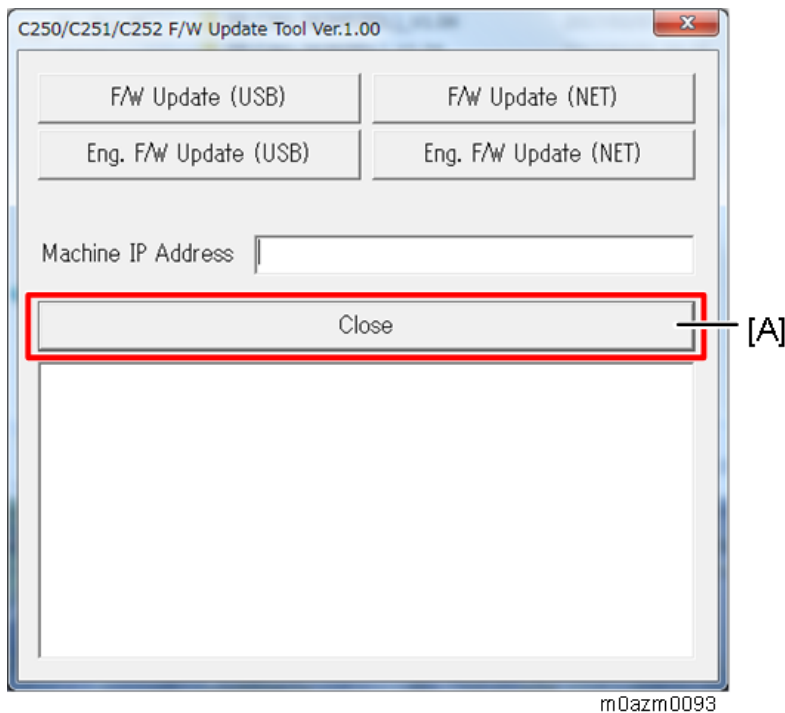 C250/C251/C252 F/W Update Tool Ver.1.00
F/W Update (USB)
F/W Update (NET)
Eng. F/W Update (USB)
Eng. F/W Update (NET)
Machine IP Address
Close
[A]
m0azm0093